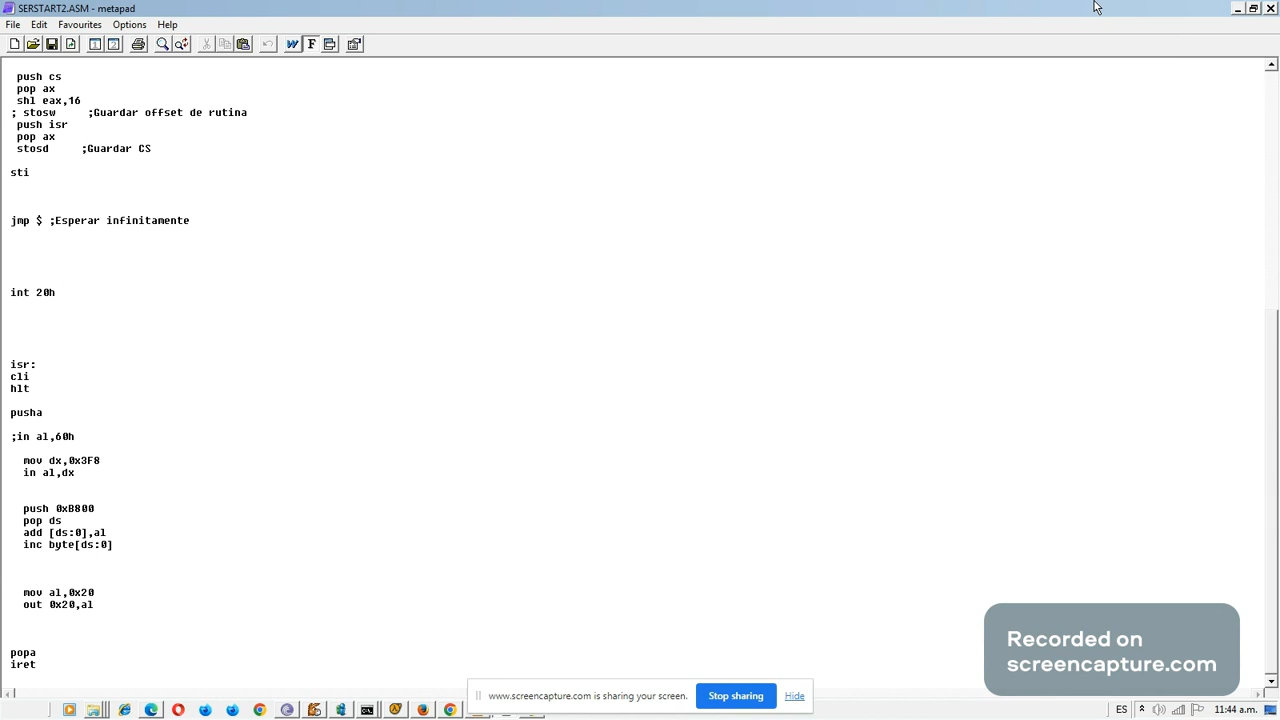 SERSTART2.ASM - metapad
File Edit Favourites Options Help
1 2 W F
push cs
pop ax
shl eax,16
; stosw ;Guardar offset de rutina
push isr
pop ax
stosd ;Guardar CS
sti
jmp $ ;Esperar infinitamente
int 20h
isr:
cli
hlt
pusha
;in al,60h
mov dx,0x3F8
in al,dx
push 0xB800
pop ds
add [ds:0],al
inc byte[ds:0]
mov al,0x20
out 0x20,al
popa
iret
Recorded on
screencapture.com
www.screencapture.com is sharing your screen. Stop sharing Hide
ES 11:44 a.m.